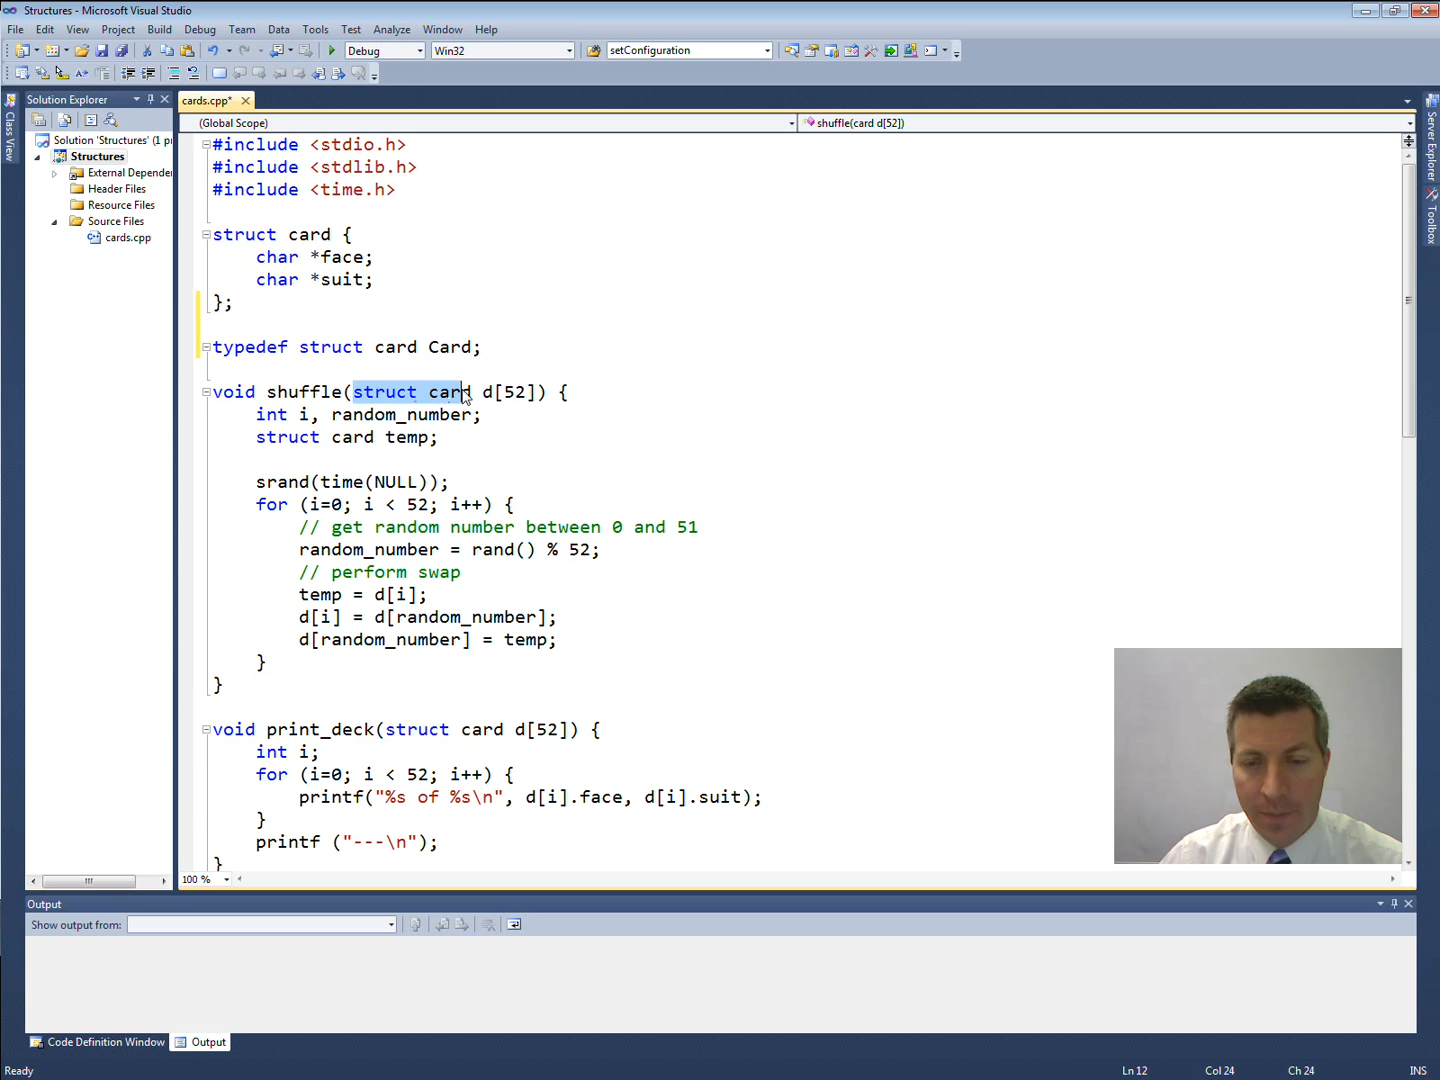 Structures - Microsoft Visual Studio
File Edit View Project Build Debug Team Data Tools Test Analyze Window Help
Debug Win32 setConfiguration
Solution Explorer
cards.cpp*
(Global Scope) shuffle(card d[52])
Class View
Server Explorer
Toolbox
Solution 'Structures' (1 p
Structures
External Depende
Header Files
Resource Files
Source Files
cards.cpp
#include <stdio.h>
#include <stdlib.h>
#include <time.h>
struct card {
char *face;
char *suit;
};
typedef struct card Card;
void shuffle(struct card d[52]) {
int i, random_number;
struct card temp;
srand(time(NULL));
for (i=0; i < 52; i++) {
// get random number between 0 and 51
random_number = rand() % 52;
// perform swap
temp = d[i];
d[i] = d[random_number];
d[random_number] = temp;
}
}
void print_deck(struct card d[52]) {
int i;
for (i=0; i < 52; i++) {
printf("%s of %s\n", d[i].face, d[i].suit);
}
printf ("---\n");
}
100 %
Output
Show output from:
Code Definition Window Output
Ready Ln 12 Col 24 Ch 24 INS